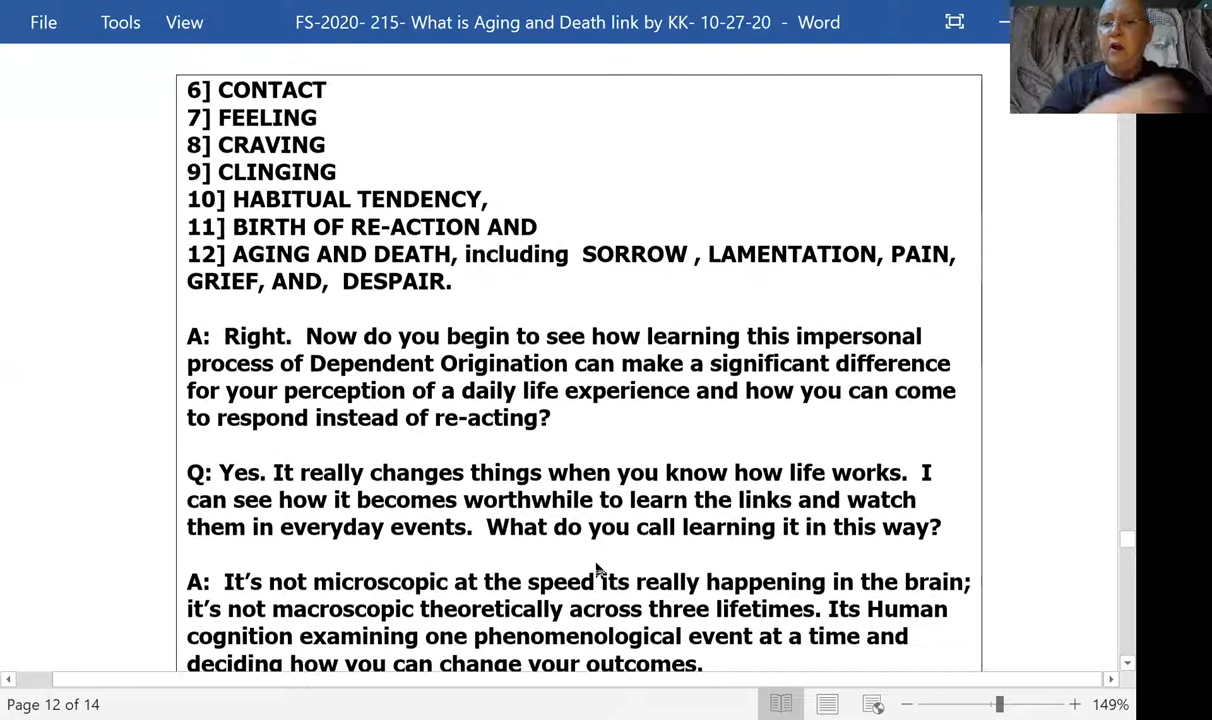 File Tools View FS-2020- 215- What is Aging and Death link by KK- 10-27-20 - Word
6] CONTACT
7] FEELING
8] CRAVING
9] CLINGING
10] HABITUAL TENDENCY,
11] BIRTH OF RE-ACTION AND
12] AGING AND DEATH, including SORROW , LAMENTATION, PAIN,
GRIEF, AND, DESPAIR.
A: Right. Now do you begin to see how learning this impersonal
process of Dependent Origination can make a significant difference
for your perception of a daily life experience and how you can come
to respond instead of re-acting?
Q: Yes. It really changes things when you know how life works. I
can see how it becomes worthwhile to learn the links and watch
them in everyday events. What do you call learning it in this way?
A: It’s not microscopic at the speed its really happening in the brain;
it’s not macroscopic theoretically across three lifetimes. Its Human
cognition examining one phenomenological event at a time and
deciding how you can change your outcomes.
Page 12 of 14 149%